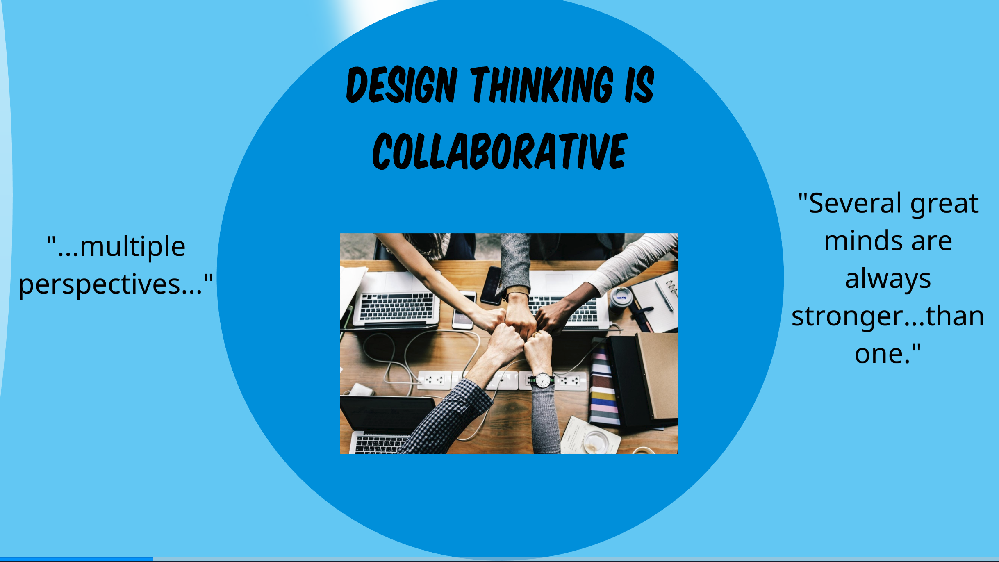 DESIGN THINKING IS
COLLABORATIVE
"...multiple
perspectives..."
"Several great
minds are
always
stronger...than
one."